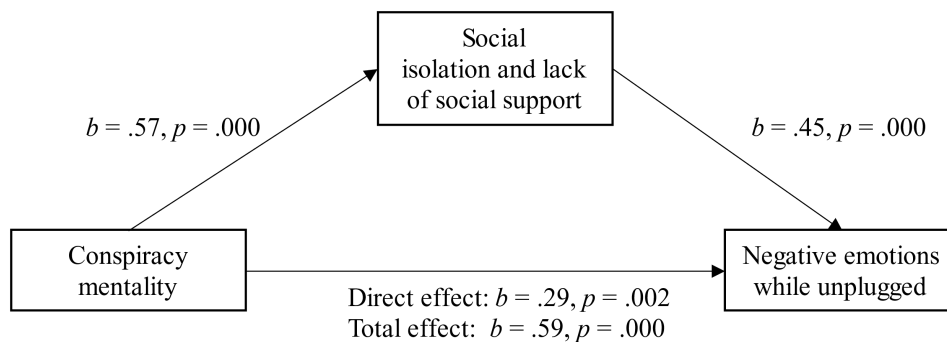 Social
isolation and lack
of social support
b = .57, p = .000
b = .45, p = .000
Conspiracy
mentality
Negative emotions
while unplugged
Direct effect: b = .29, p = .002
Total effect: b = .59, p = .000